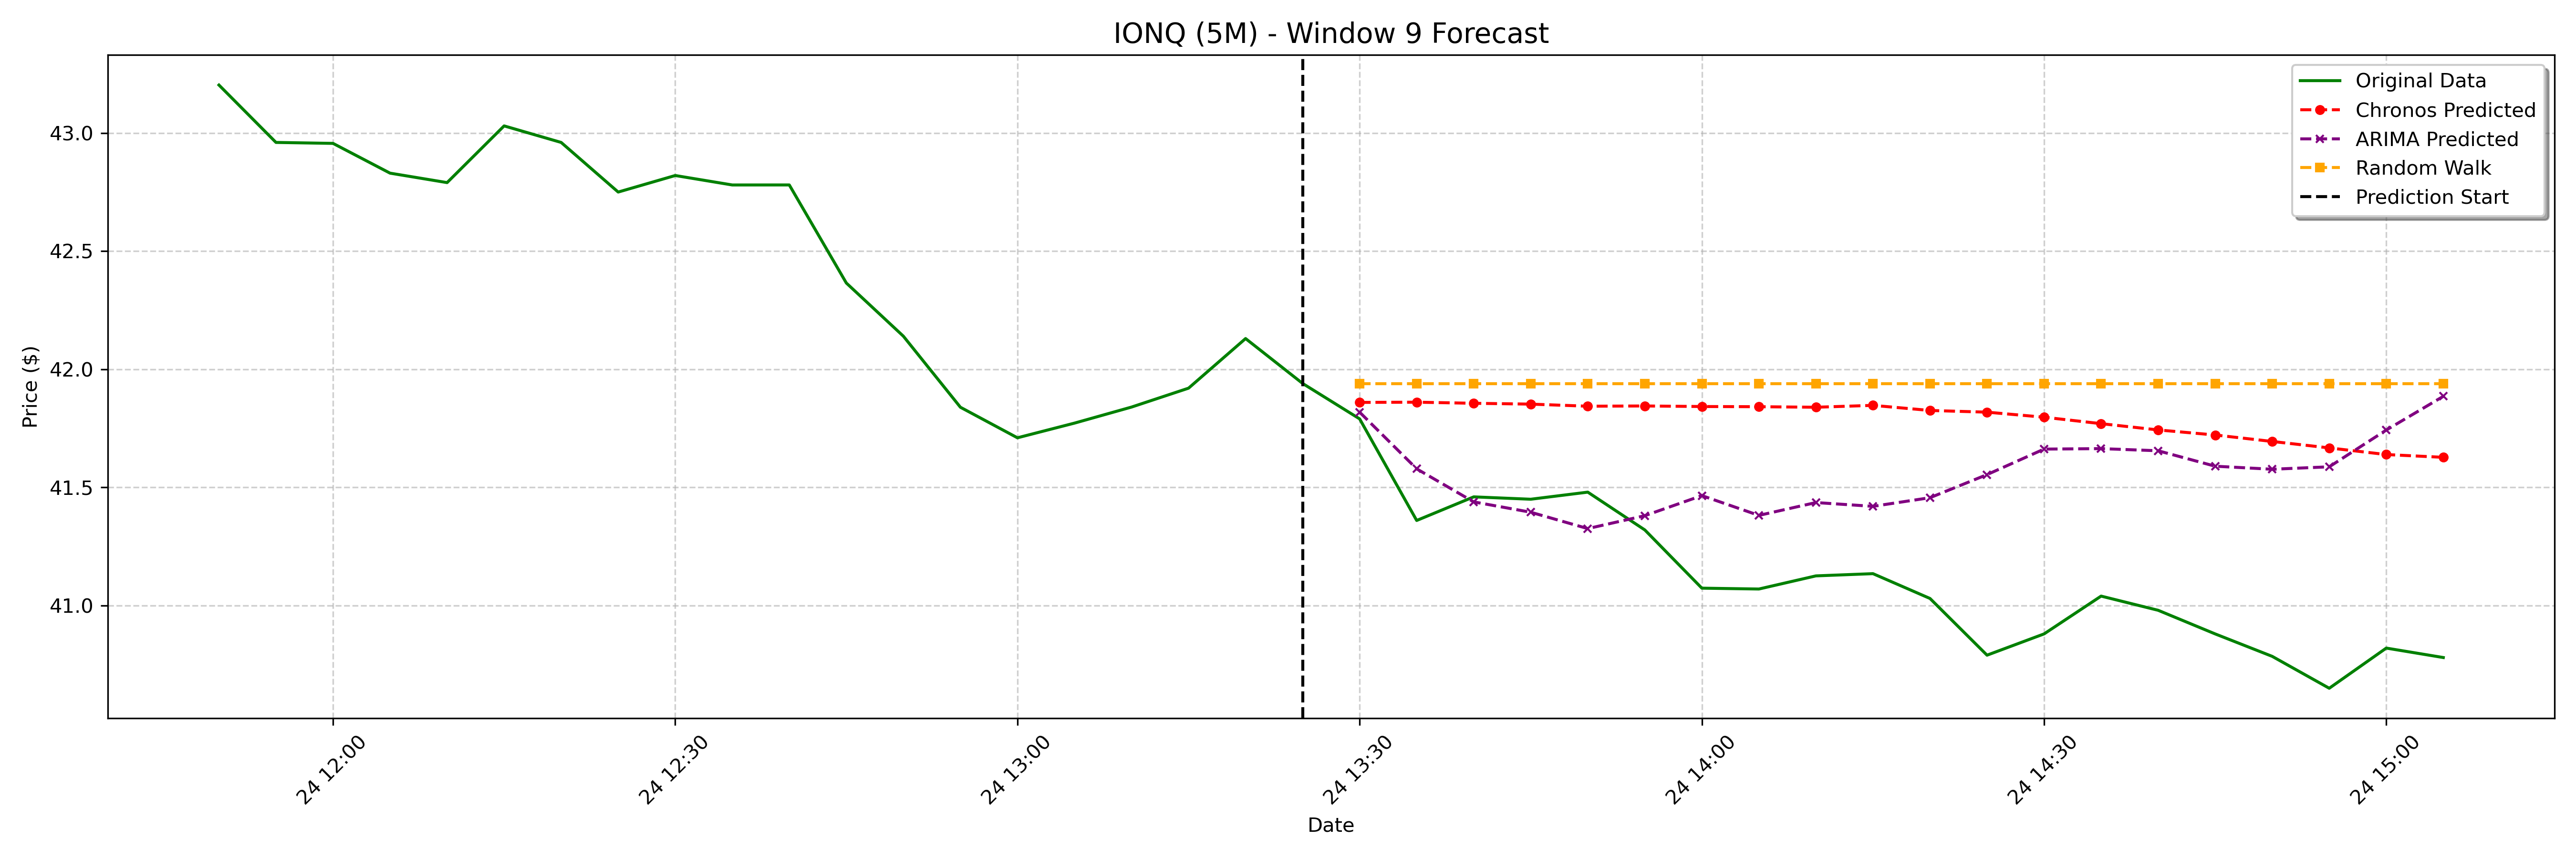 IONQ (5M) - Window 9 Forecast
Original Data
Chronos Predicted
ARIMA Predicted
Random Walk
Prediction Start
Price ($)
43.0
42.5
42.0
41.5
41.0
24 12:00
24 12:30
24 13:00
24 13:30
24 14:00
24 14:30
24 15:00
Date